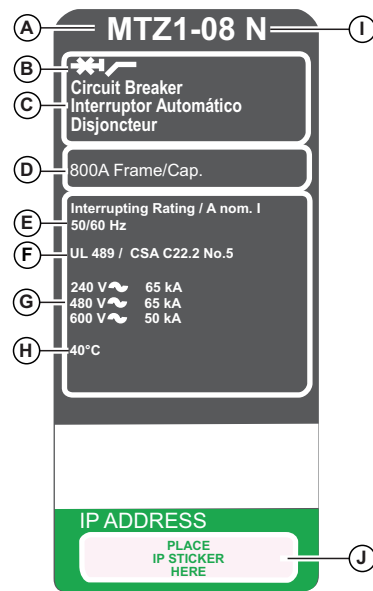 A MTZ1-08 N I
B
Circuit Breaker
C Interruptor Automático
Disjoncteur
D 800A Frame/Cap.
Interrupting Rating / A nom. I
E 50/60 Hz
F UL 489 / CSA C22.2 No.5
240 V 65 kA
G 480 V 65 kA
600 V 50 kA
H 40°C
IP ADDRESS
PLACE
IP STICKER J
HERE